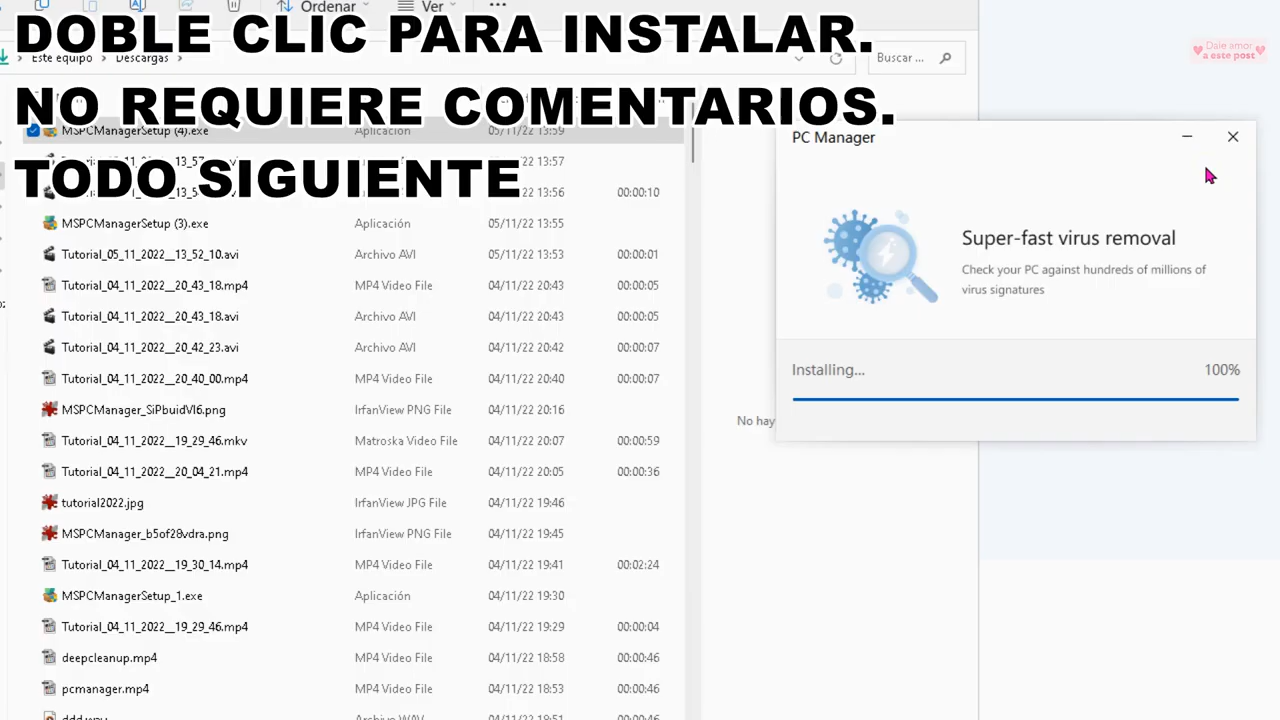 Ordenar
Ver
DOBLE CLIC PARA INSTALAR.
Este equipo > Descargas >
Buscar ...
Dale amor
a este post
NO REQUIERE COMENTARIOS.
MSPCManagerSetup (4).exe Aplicación 05/11/22 13:59
PC Manager
13:57
TODO SIGUIENTE
13:56 00:00:10
MSPCManagerSetup (3).exe Aplicación 05/11/22 13:55
Super-fast virus removal
Check your PC against hundreds of millions of
virus signatures
Tutorial_05_11_2022__13_52_10.avi Archivo AVI 05/11/22 13:53 00:00:01
Tutorial_04_11_2022__20_43_18.mp4 MP4 Video File 04/11/22 20:43 00:00:05
Tutorial_04_11_2022__20_43_18.avi Archivo AVI 04/11/22 20:43 00:00:05
Tutorial_04_11_2022__20_42_23.avi Archivo AVI 04/11/22 20:42 00:00:07
Installing... 100%
Tutorial_04_11_2022__20_40_00.mp4 MP4 Video File 04/11/22 20:40 00:00:07
MSPCManager_SiPbuidVl6.png IrfanView PNG File 04/11/22 20:16
No hay
Tutorial_04_11_2022__19_29_46.mkv Matroska Video File 04/11/22 20:07 00:00:59
Tutorial_04_11_2022__20_04_21.mp4 MP4 Video File 04/11/22 20:05 00:00:36
tutorial2022.jpg IrfanView JPG File 04/11/22 19:46
MSPCManager_b5of28vdra.png IrfanView PNG File 04/11/22 19:45
Tutorial_04_11_2022__19_30_14.mp4 MP4 Video File 04/11/22 19:41 00:02:24
MSPCManagerSetup_1.exe Aplicación 04/11/22 19:30
Tutorial_04_11_2022__19_29_46.mp4 MP4 Video File 04/11/22 19:29 00:00:04
deepcleanup.mp4 MP4 Video File 04/11/22 18:58 00:00:46
pcmanager.mp4 MP4 Video File 04/11/22 18:53 00:00:46
ddd.wav Archivo WAV 04/11/22 18:51 00:00:46